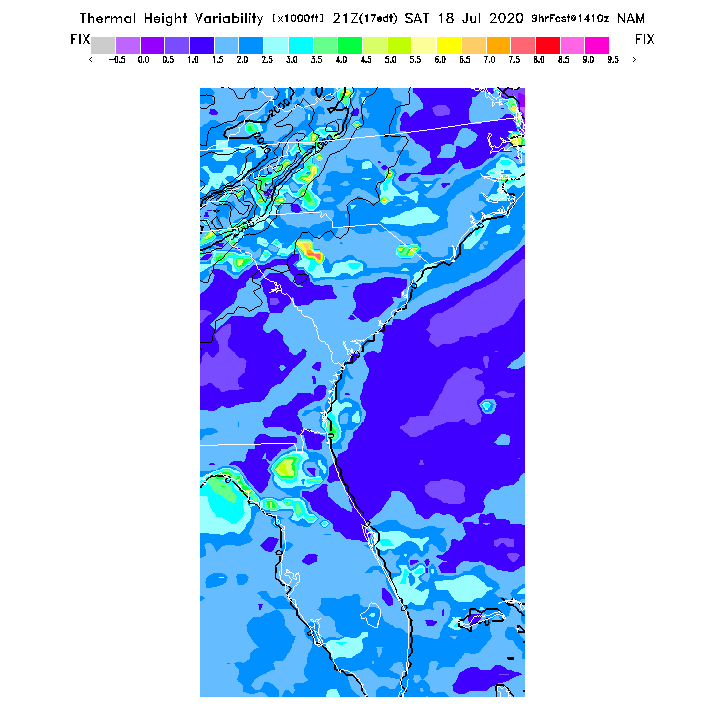 Thermal Height Variability [x1000ft] 21Z(17edt) SAT 18 Jul 2020 9hrFcst@1410z NAM
FIX FIX
< -0.5 0.0 0.5 1.0 1.5 2.0 2.5 3.0 3.5 4.0 4.5 5.0 5.5 6.0 6.5 7.0 7.5 8.0 8.5 9.0 9.5 >
2000